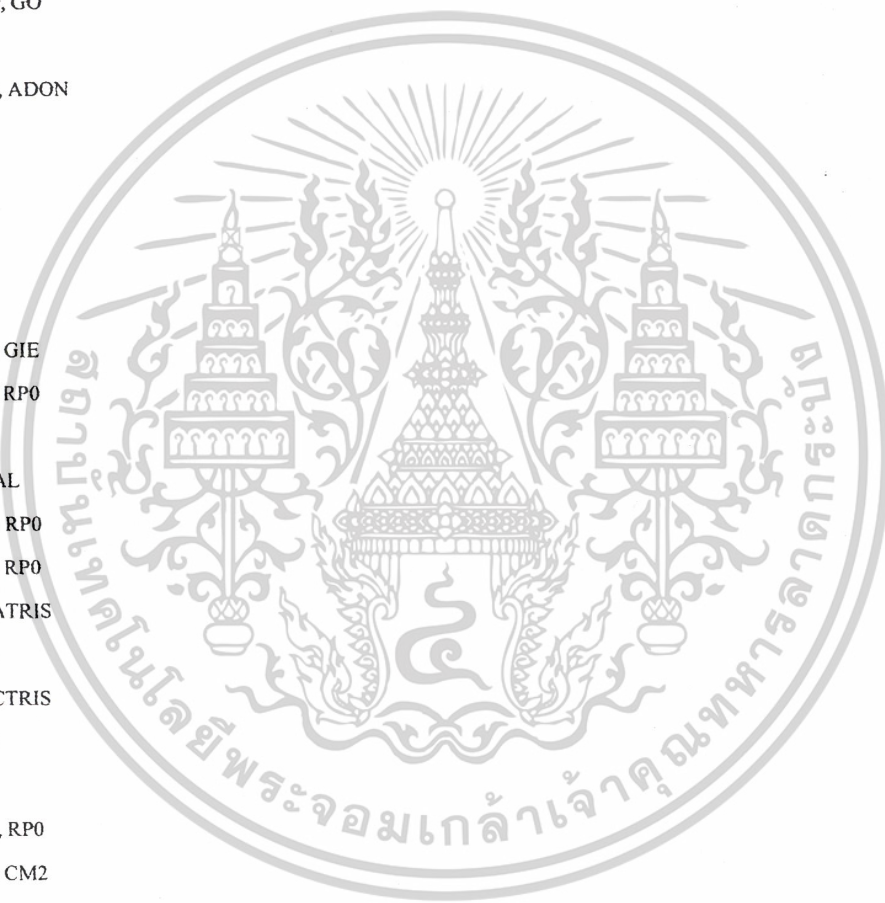 , GO
, ADON
GIE
RP0
AL
RP0
RP0
ATRIS
CTRIS
, RP0
CM2
สถาบันเทคโนโลยีพระจอมเกล้าเจ้าคุณทหารลาดกระบัง
๔